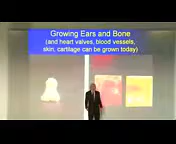 Growing Ears and Bone
(and heart valves, blood vessels,
skin, cartilage can be grown today)